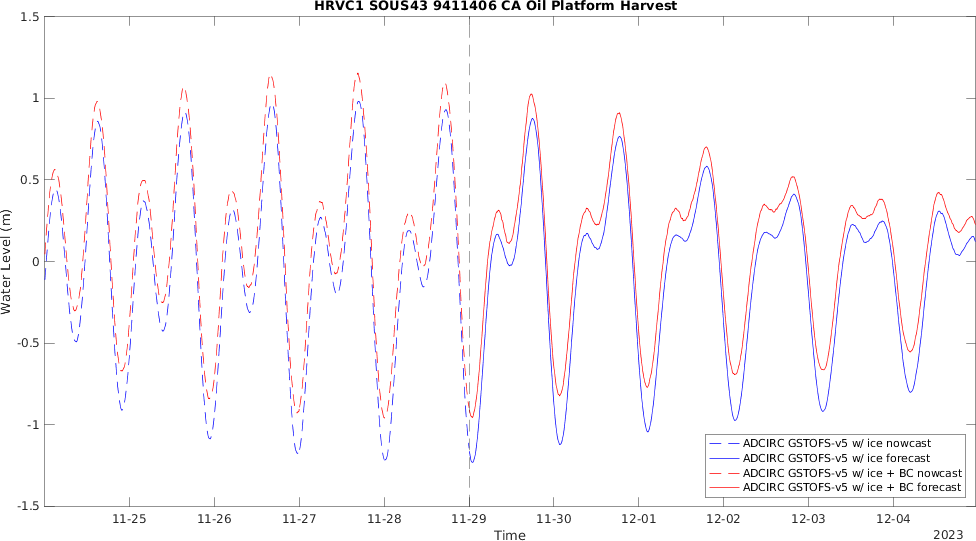 HRVC1 SOUS43 9411406 CA Oil Platform Harvest
1.5
1
0.5
0
-0.5
-1
-1.5
Water Level (m)
11-25 11-26 11-27 11-28 11-29 11-30 12-01 12-02 12-03 12-04
Time
2023
ADCIRC GSTOFS-v5 w/ ice nowcast
ADCIRC GSTOFS-v5 w/ ice forecast
ADCIRC GSTOFS-v5 w/ ice + BC nowcast
ADCIRC GSTOFS-v5 w/ ice + BC forecast